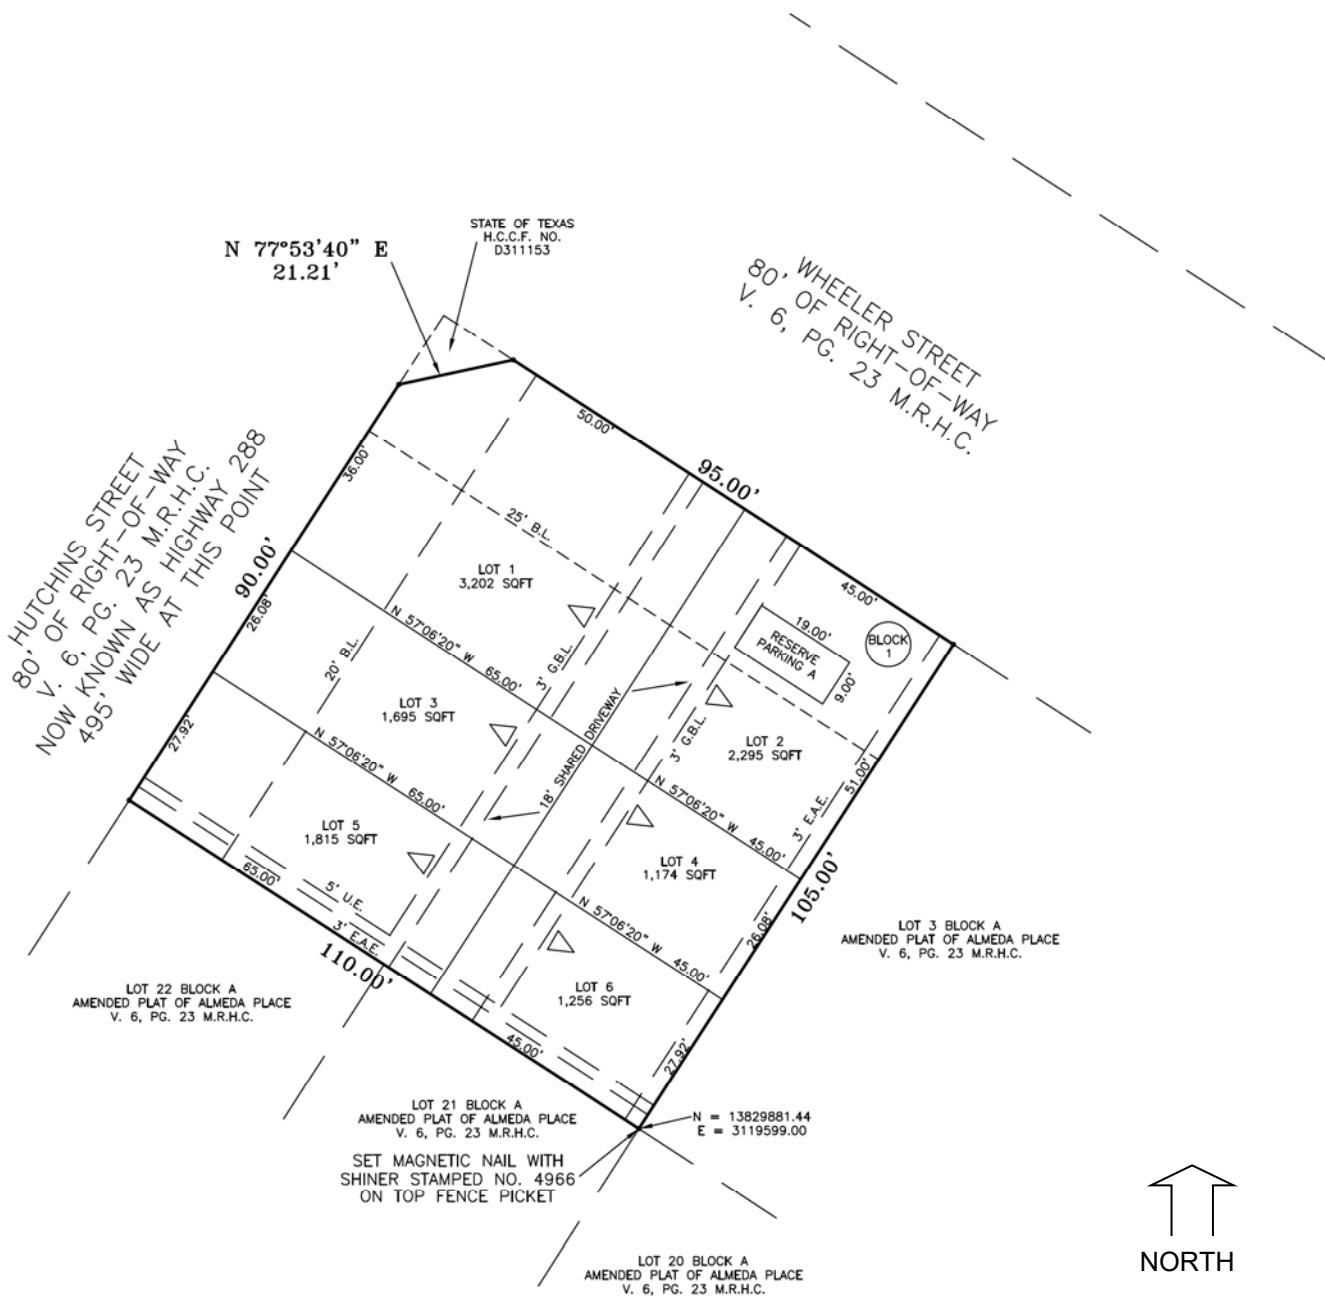 STATE OF TEXAS
H.C.C.F. NO.
D311153
N 77°53'40" E
21.21'
WHEELER STREET
80' OF RIGHT-OF-WAY
V. 6, PG. 23 M.R.H.C.
HUTCHINS STREET
80' OF RIGHT-OF-WAY
V. 6, PG. 23 M.R.H.C.
NOW KNOWN AS HIGHWAY 288
495' WIDE AT THIS POINT
50.00'
95.00'
45.00'
36.00'
90.00'
26.08'
27.92'
25' B.L.
LOT 1
3,202 SQFT
N 57°06'20" W 65.00'
20' B.L.
3' G.B.L.
19.00'
RESERVE
PARKING A
9.00'
BLOCK
1
LOT 3
1,695 SQFT
18' SHARED DRIVEWAY
3' G.B.L.
LOT 2
2,295 SQFT
51.00'
3' E.A.E.
N 57°06'20" W 65.00'
N 57°06'20" W 45.00'
LOT 5
1,815 SQFT
LOT 4
1,174 SQFT
105.00'
65.00'
5' U.E.
3' E.A.E.
110.00'
N 57°06'20" W 45.00'
26.08'
LOT 3 BLOCK A
AMENDED PLAT OF ALMEDA PLACE
V. 6, PG. 23 M.R.H.C.
LOT 6
1,256 SQFT
LOT 22 BLOCK A
AMENDED PLAT OF ALMEDA PLACE
V. 6, PG. 23 M.R.H.C.
45.00'
27.92'
LOT 21 BLOCK A
AMENDED PLAT OF ALMEDA PLACE
V. 6, PG. 23 M.R.H.C.
N = 13829881.44
E = 3119599.00
SET MAGNETIC NAIL WITH
SHINER STAMPED NO. 4966
ON TOP FENCE PICKET
LOT 20 BLOCK A
AMENDED PLAT OF ALMEDA PLACE
V. 6, PG. 23 M.R.H.C.
NORTH